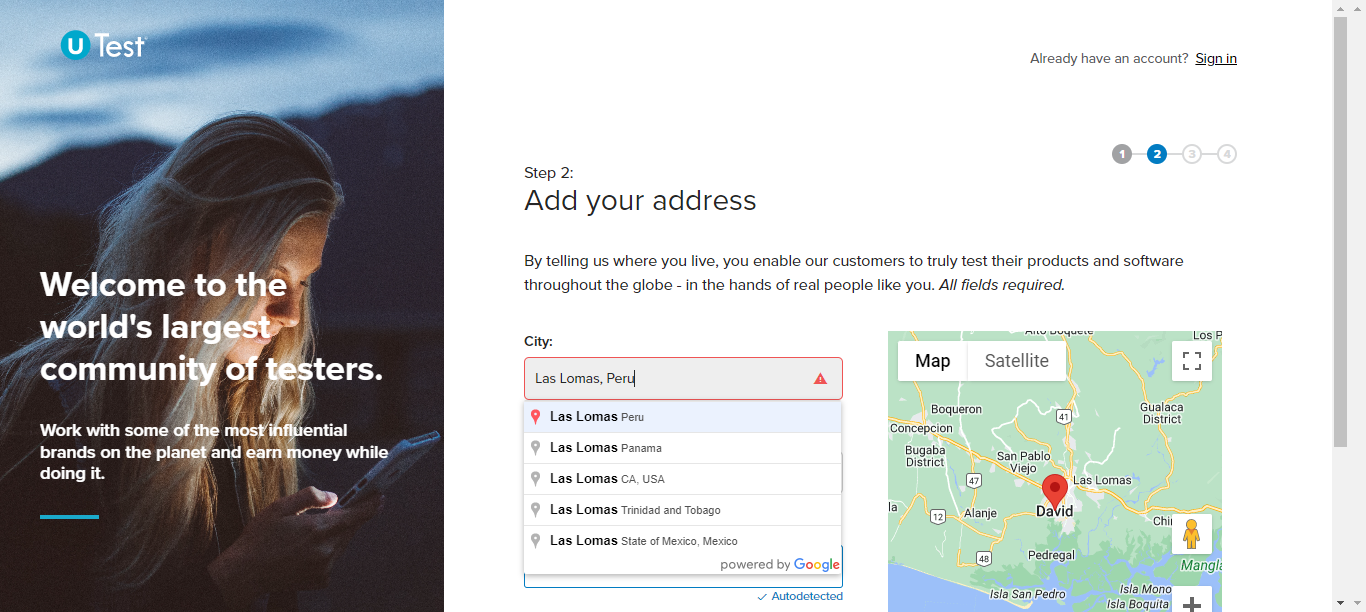 U Test
Welcome to the
world's largest
community of testers.
Work with some of the most influential
brands on the planet and earn money while
doing it.
Already have an account? Sign in
1 2 3 4
Step 2:
Add your address
By telling us where you live, you enable our customers to truly test their products and software
throughout the globe - in the hands of real people like you. All fields required.
City:
Las Lomas, Peru
Las Lomas Peru
Las Lomas Panama
Las Lomas CA, USA
Las Lomas Trinidad and Tobago
Las Lomas State of Mexico, Mexico
powered by Google
Autodetected
Alto Boquete
Los P
Map
Satellite
Boqueron
41
Gualaca
District
Concepcion
Bugaba
District
San Pablo
Viejo
47
Las Lomas
la
12
Alanje
David
Chi
48
Pedregal
Mangla
Isla San Pedro
Isla Mono
Isla Boquita